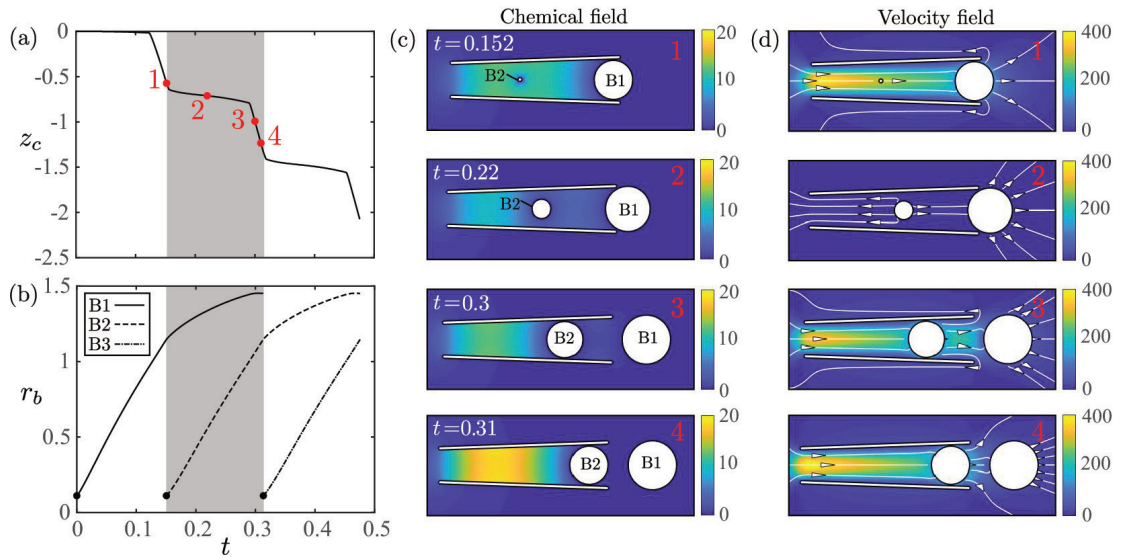 Chemical field
Velocity field
(a)
0
-0.5
-1
-1.5
-2
-2.5
z_c
1
2
3
4
(b)
1.5
1
0.5
0
r_b
B1
B2
B3
0 0.1 0.2 0.3 0.4 0.5
t
(c)
t=0.152
1
B2
B1
20
10
0
t=0.22
2
B2
B1
20
10
0
t=0.3
3
B2
B1
20
10
0
t=0.31
4
B2
B1
20
10
0
(d)
1
400
200
0
2
400
200
0
3
400
200
0
4
400
200
0